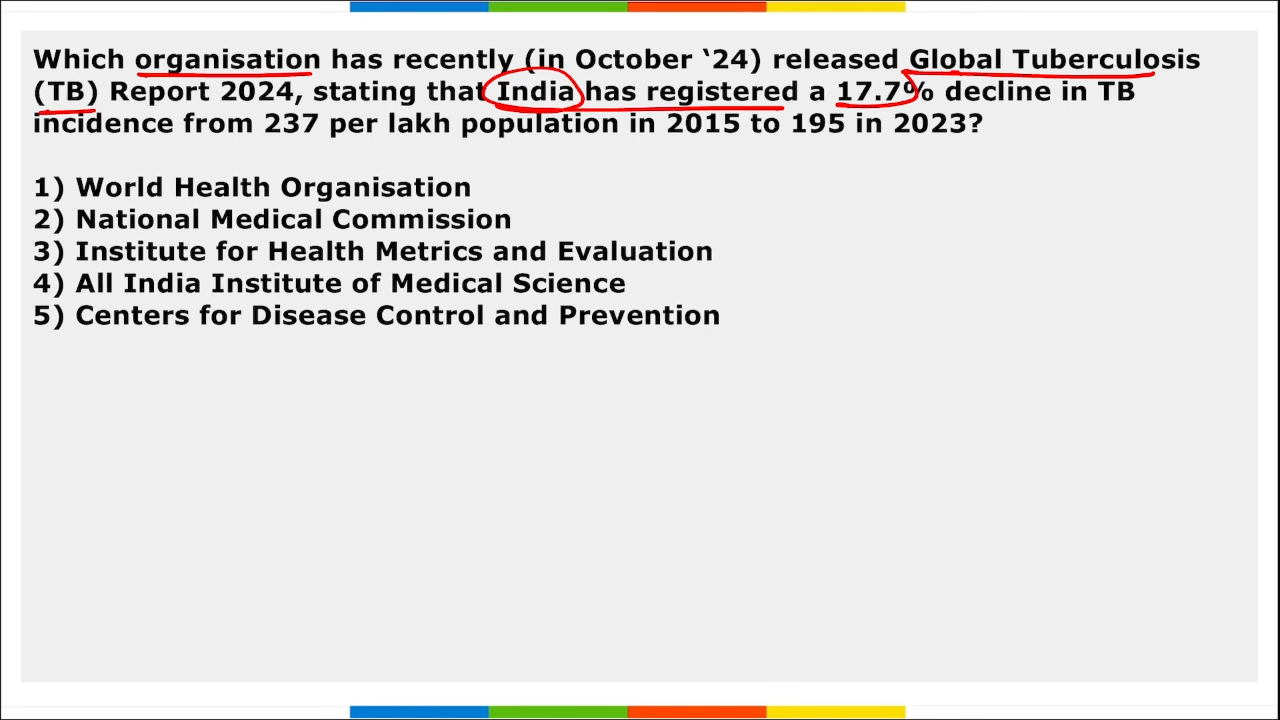 Which organisation has recently (in October ‘24) released Global Tuberculosis
(TB) Report 2024, stating that India has registered a 17.7% decline in TB
incidence from 237 per lakh population in 2015 to 195 in 2023?
1) World Health Organisation
2) National Medical Commission
3) Institute for Health Metrics and Evaluation
4) All India Institute of Medical Science
5) Centers for Disease Control and Prevention